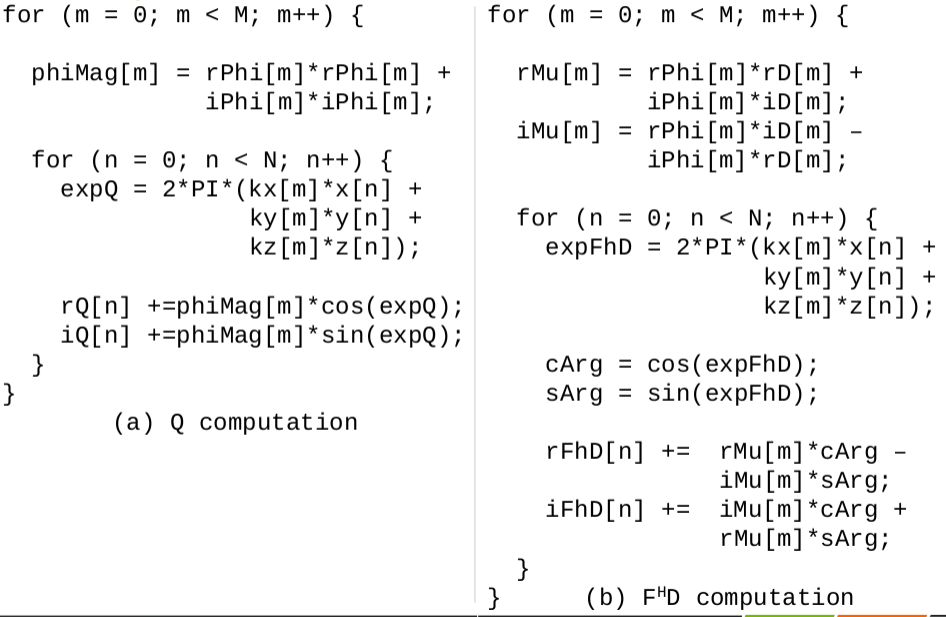 for (m = 0; m < M; m++) {
phiMag[m] = rPhi[m]*rPhi[m] +
iPhi[m]*iPhi[m];
for (n = 0; n < N; n++) {
expQ = 2*PI*(kx[m]*x[n] +
ky[m]*y[n] +
kz[m]*z[n]);
rQ[n] +=phiMag[m]*cos(expQ);
iQ[n] +=phiMag[m]*sin(expQ);
}
}
(a) Q computation
for (m = 0; m < M; m++) {
rMu[m] = rPhi[m]*rD[m] +
iPhi[m]*iD[m];
iMu[m] = rPhi[m]*iD[m] –
iPhi[m]*rD[m];
for (n = 0; n < N; n++) {
expFhD = 2*PI*(kx[m]*x[n] +
ky[m]*y[n] +
kz[m]*z[n]);
cArg = cos(expFhD);
sArg = sin(expFhD);
rFhD[n] += rMu[m]*cArg –
iMu[m]*sArg;
iFhD[n] += iMu[m]*cArg +
rMu[m]*sArg;
}
} (b) FᴴD computation